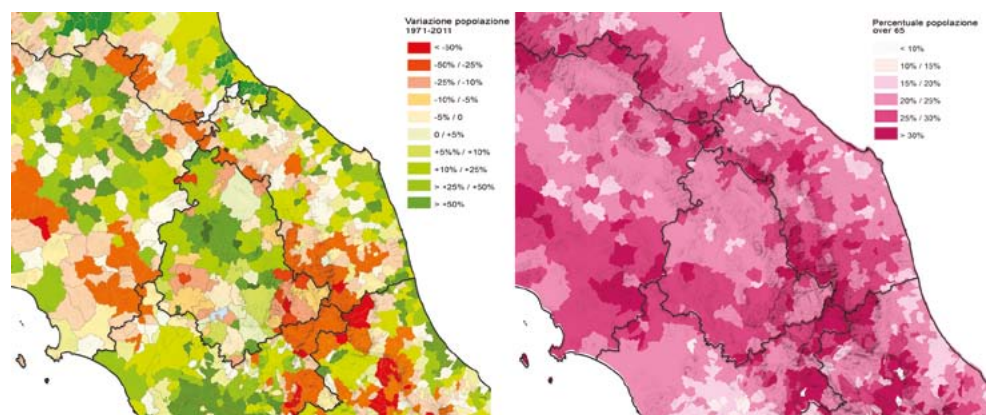 Variazione popolazione
1971-2011
< -50%
-50% / -25%
-25% / -10%
-10% / -5%
-5% / 0
0 / +5%
+5%% / +10%
+10% / +25%
> +25% / +50%
> +50%
Percentuale popolazione
over 65
< 10%
10% / 15%
15% / 20%
20% / 25%
25% / 30%
> 30%